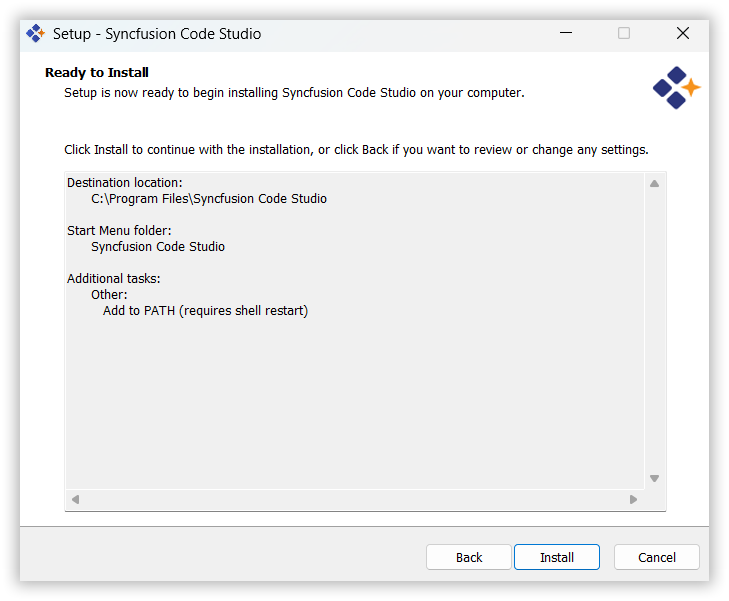 Setup - Syncfusion Code Studio
Ready to Install
Setup is now ready to begin installing Syncfusion Code Studio on your computer.
Click Install to continue with the installation, or click Back if you want to review or change any settings.
Destination location:
C:\Program Files\Syncfusion Code Studio
Start Menu folder:
Syncfusion Code Studio
Additional tasks:
Other:
Add to PATH (requires shell restart)
Back
Install
Cancel